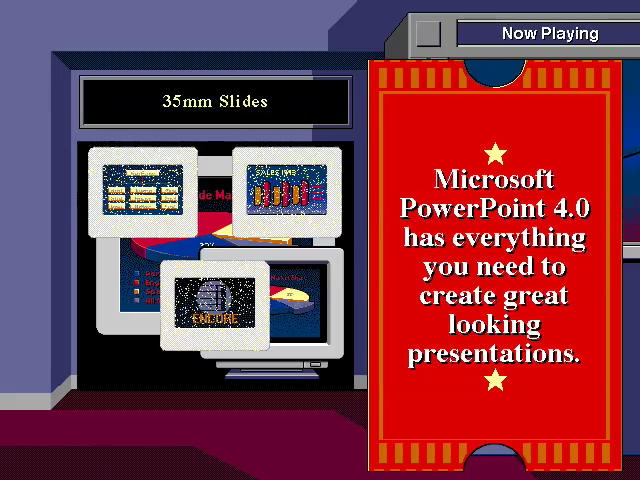 Now Playing
35mm Slides
SALES 1993
ENCORE
Microsoft
PowerPoint 4.0
has everything
you need to
create great
looking
presentations.